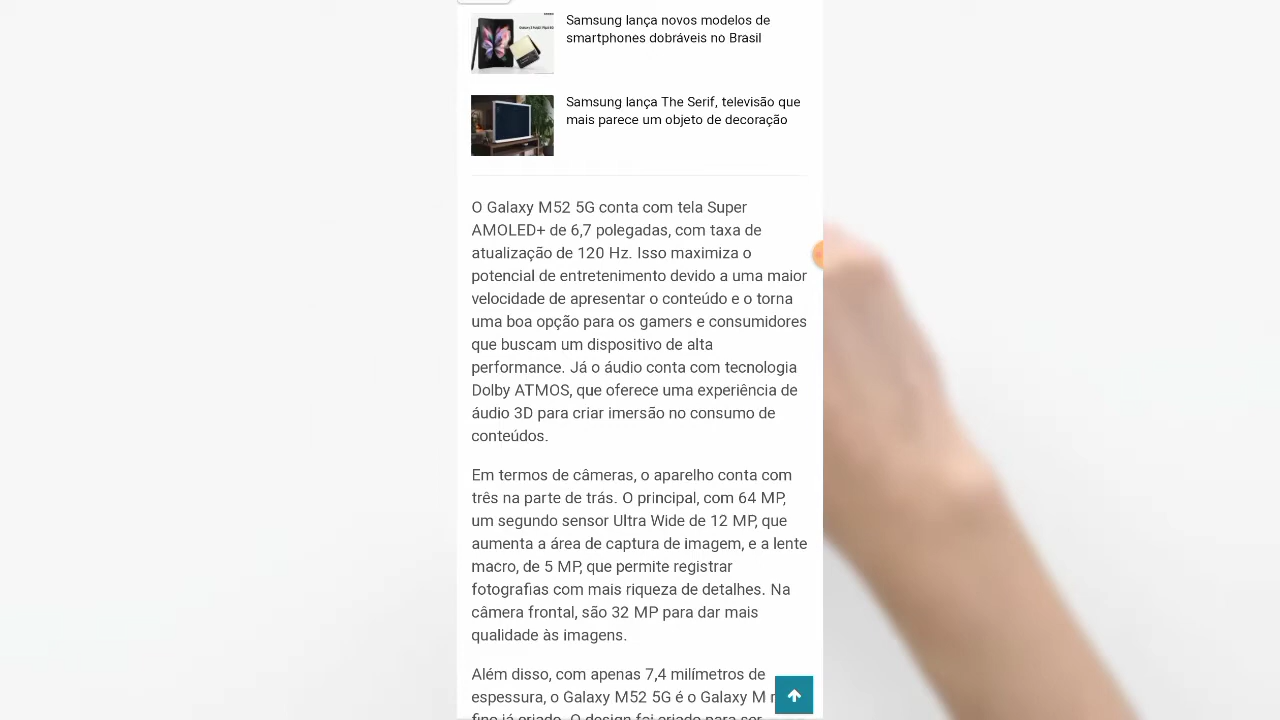 Samsung lança novos modelos de
smartphones dobráveis no Brasil
Samsung lança The Serif, televisão que
mais parece um objeto de decoração
O Galaxy M52 5G conta com tela Super
AMOLED+ de 6,7 polegadas, com taxa de
atualização de 120 Hz. Isso maximiza o
potencial de entretenimento devido a uma maior
velocidade de apresentar o conteúdo e o torna
uma boa opção para os gamers e consumidores
que buscam um dispositivo de alta
performance. Já o áudio conta com tecnologia
Dolby ATMOS, que oferece uma experiência de
áudio 3D para criar imersão no consumo de
conteúdos.
Em termos de câmeras, o aparelho conta com
três na parte de trás. O principal, com 64 MP,
um segundo sensor Ultra Wide de 12 MP, que
aumenta a área de captura de imagem, e a lente
macro, de 5 MP, que permite registrar
fotografias com mais riqueza de detalhes. Na
câmera frontal, são 32 MP para dar mais
qualidade às imagens.
Além disso, com apenas 7,4 milímetros de
espessura, o Galaxy M52 5G é o Galaxy M
fino já criado. O design foi criado para ser